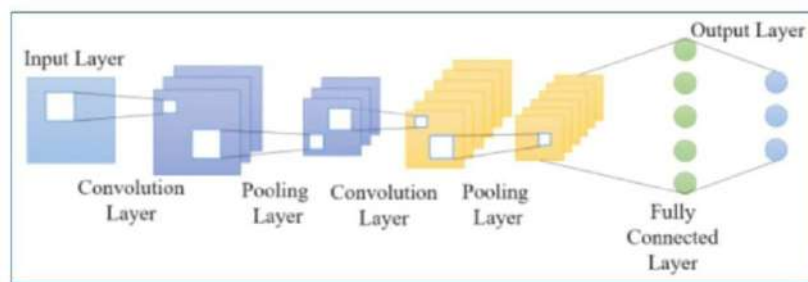 Input Layer
Output Layer
Convolution
Layer
Pooling
Layer
Convolution
Layer
Pooling
Layer
Fully
Connected
Layer